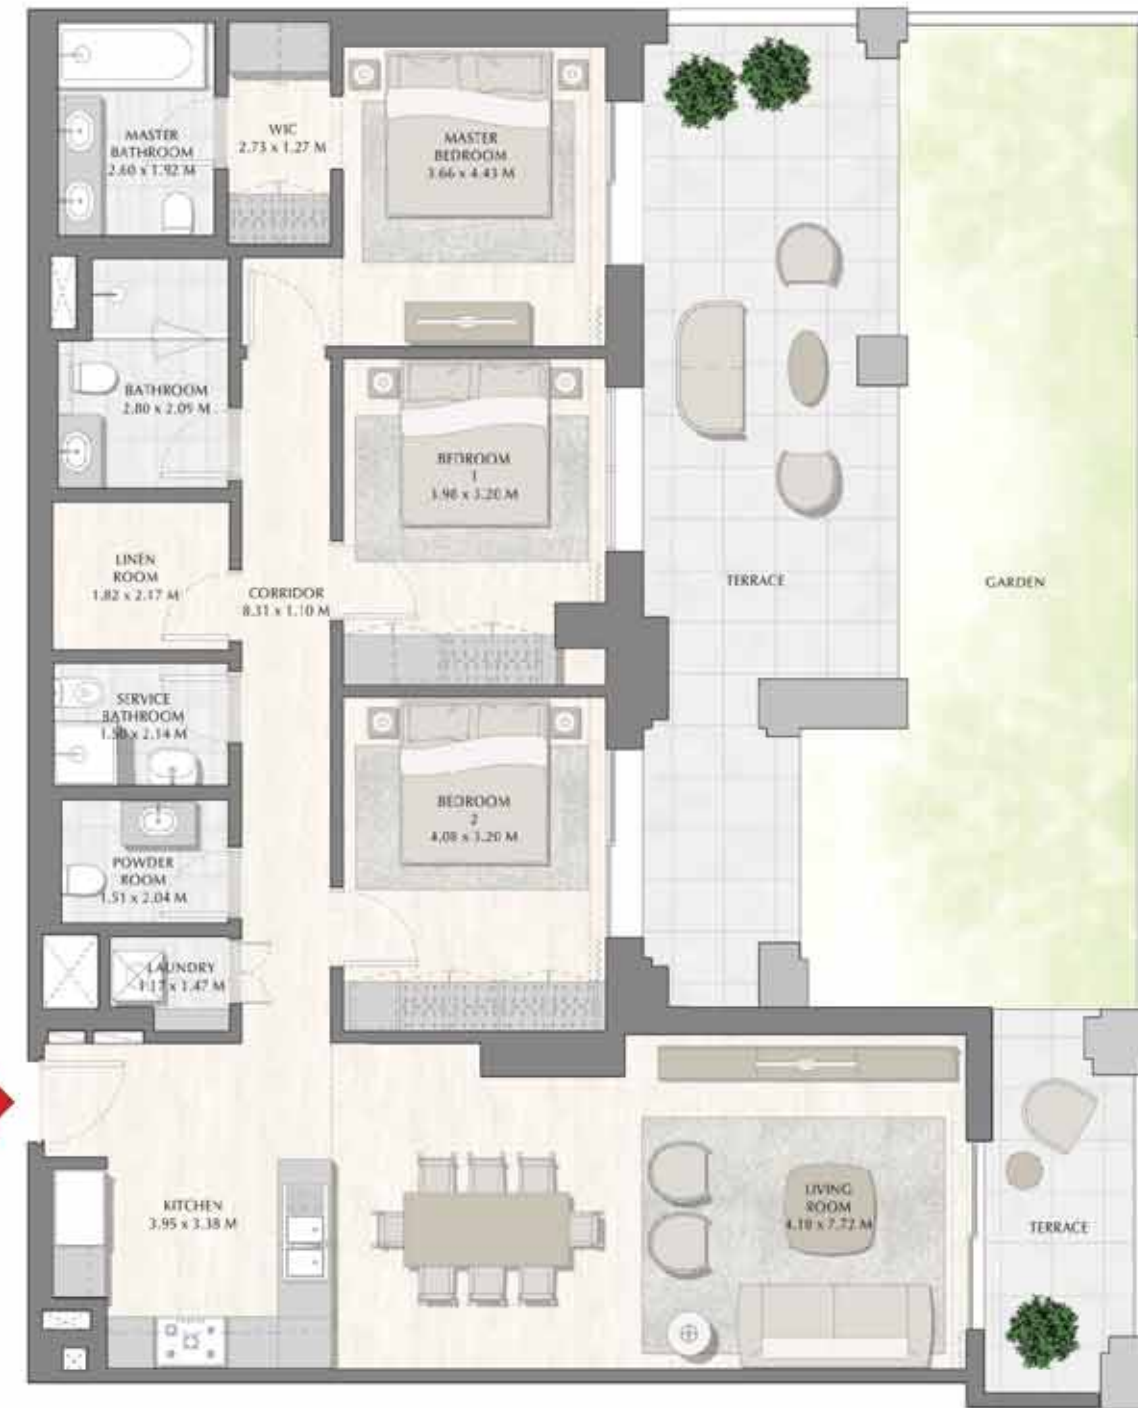 MASTER
BATHROOM
2.60 x 1.92 M
WIC
2.73 x 1.27 M
MASTER
BEDROOM
3.66 x 4.43 M
BATHROOM
2.80 x 2.05 M
BEDROOM
1
3.98 x 3.20 M
LINEN
ROOM
1.82 x 2.17 M
CORRIDOR
8.31 x 1.10 M
TERRACE
GARDEN
SERVICE
BATHROOM
1.50 x 2.14 M
BEDROOM
2
4.08 x 3.20 M
POWDER
ROOM
1.51 x 2.04 M
LAUNDRY
1.17 x 1.47 M
KITCHEN
3.95 x 3.38 M
LIVING
ROOM
4.10 x 7.72 M
TERRACE